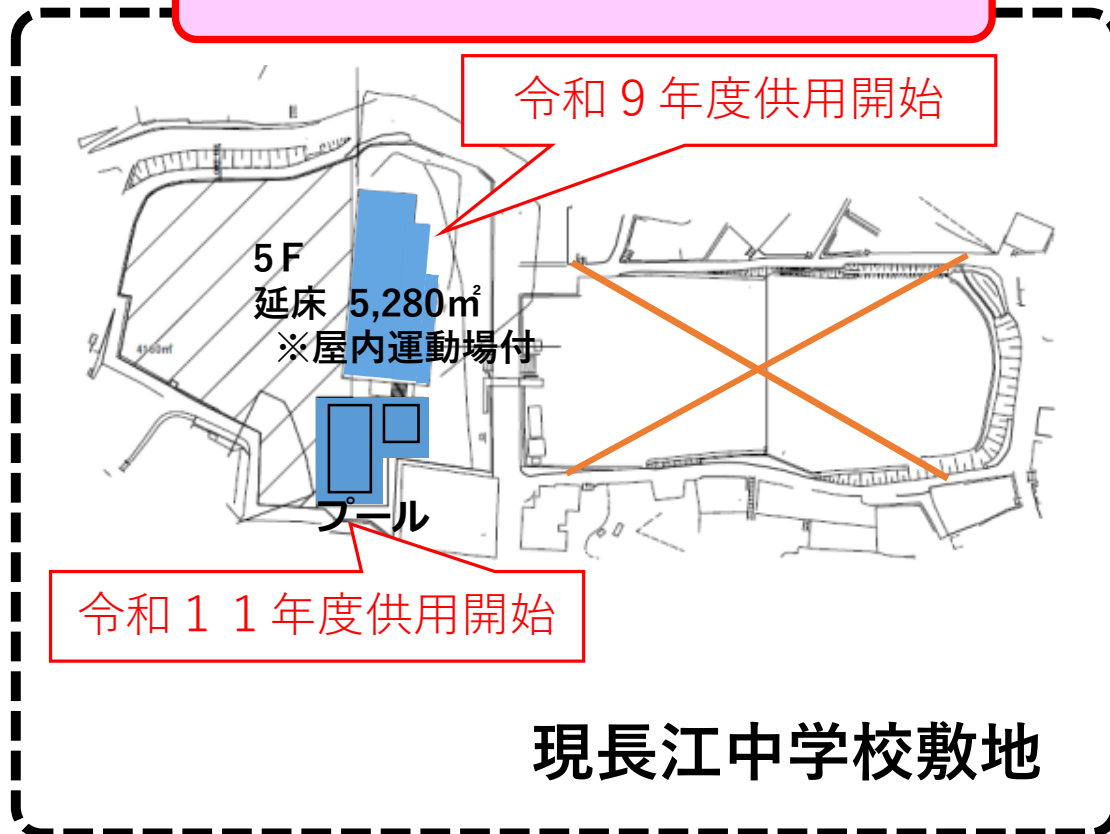 令和９年度供用開始
5F
延床 5,280㎡
※屋内運動場付
4160㎡
プール
令和１１年度供用開始
現長江中学校敷地